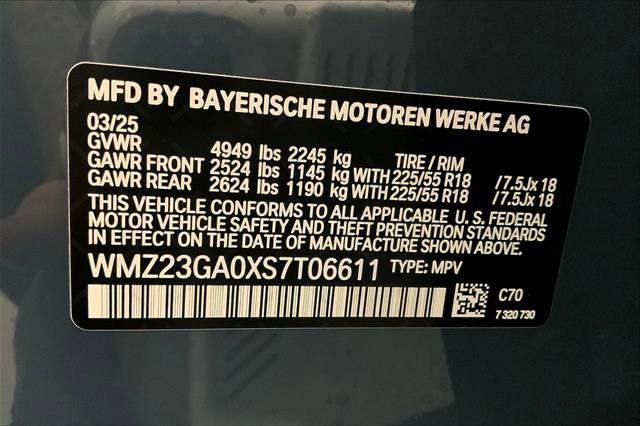 MFD BY BAYERISCHE MOTOREN WERKE AG
03/25
GVWR 4949 lbs 2245 kg TIRE / RIM
GAWR FRONT 2524 lbs 1145 kg WITH 225/55 R18 /7.5Jx18
GAWR REAR 2624 lbs 1190 kg WITH 225/55 R18 /7.5Jx18
THIS VEHICLE CONFORMS TO ALL APPLICABLE U.S. FEDERAL
MOTOR VEHICLE SAFETY AND THEFT PREVENTION STANDARDS
IN EFFECT ON THE DATE OF MANUFACTURE SHOWN ABOVE.
WMZ23GA0XS7T06611 TYPE: MPV
C70
7 320 730